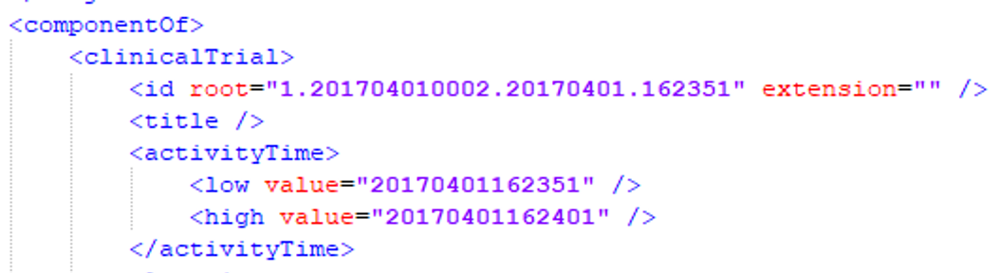 <componentOf>
<clinicalTrial>
<id root="1.201704010002.20170401.162351" extension="" />
<title />
<activityTime>
<low value="20170401162351" />
<high value="20170401162401" />
</activityTime>